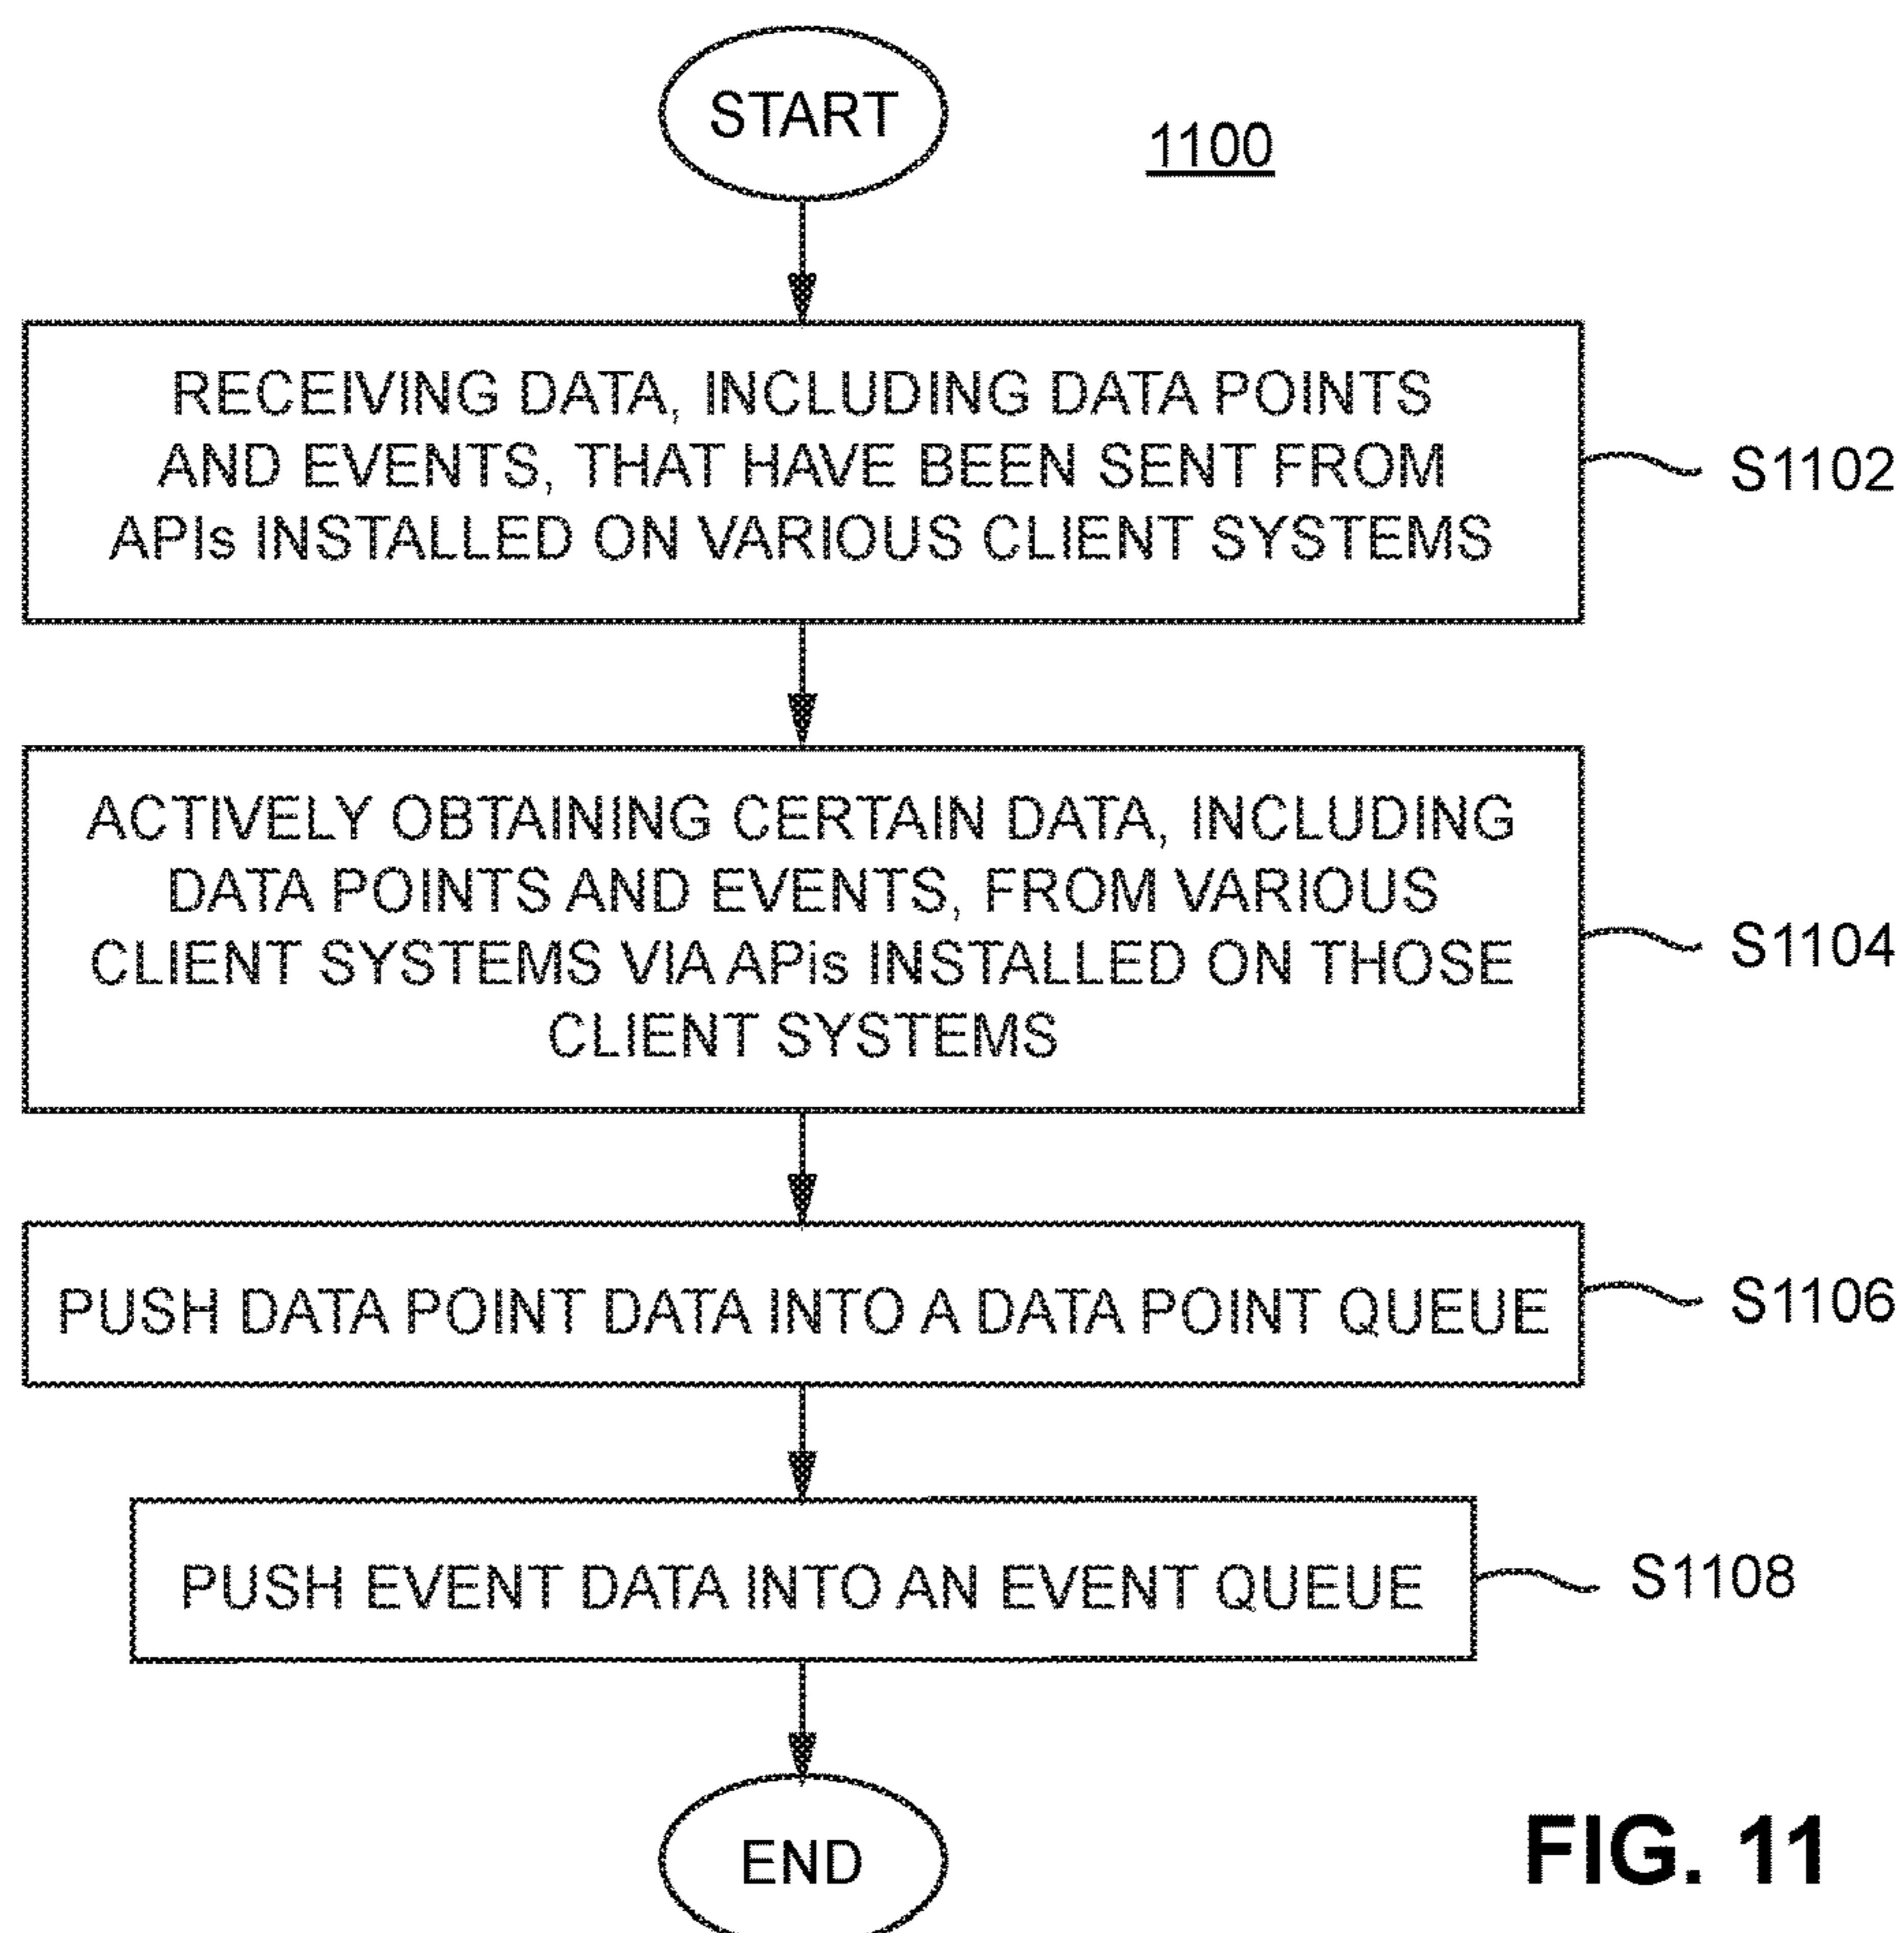 START
1100
RECEIVING DATA, INCLUDING DATA POINTS
AND EVENTS, THAT HAVE BEEN SENT FROM
APIs INSTALLED ON VARIOUS CLIENT SYSTEMS
S1102
ACTIVELY OBTAINING CERTAIN DATA, INCLUDING
DATA POINTS AND EVENTS, FROM VARIOUS
CLIENT SYSTEMS VIA APis INSTALLED ON THOSE
CLIENT SYSTEMS
S1104
PUSH DATA POINT DATA INTO A DATA POINT QUEUE
S1106
PUSH EVENT DATA INTO AN EVENT QUEUE
S1108
END
FIG. 11